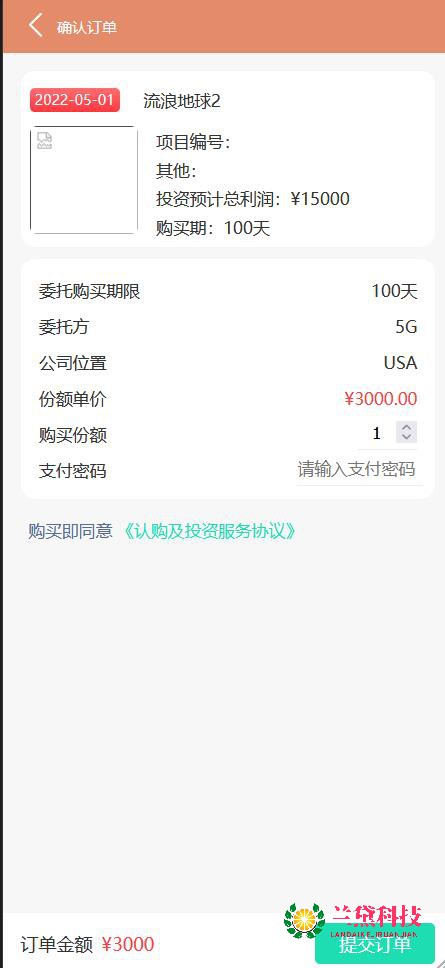 确认订单
2022-05-01 流浪地球2
项目编号：
其他：
投资预计总利润：¥15000
购买期：100天
委托购买期限 100天
委托方 5G
公司位置 USA
份额单价 ¥3000.00
购买份额 1
支付密码 请输入支付密码
购买即同意 《认购及投资服务协议》
兰黛科技
LANDAIKEJIRUANJIAN
订单金额 ¥3000 提交订单